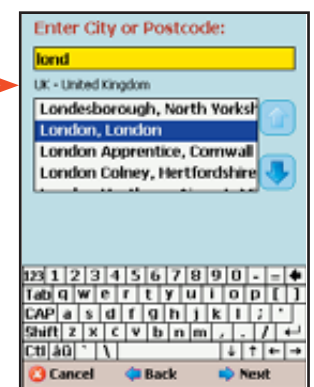 Enter City or Postcode:
lond
UK - United Kingdom
Londesborough, North Yorksh
London, London
London Apprentice, Cornwall
London Colney, Hertfordshire
123 1 2 3 4 5 6 7 8 9 0 - =
Tab q w e r t y u i o p [ ]
CAP a s d f g h j k l ; '
Shift z x c v b n m , . /
Ctl áü ` \
Cancel Back Next